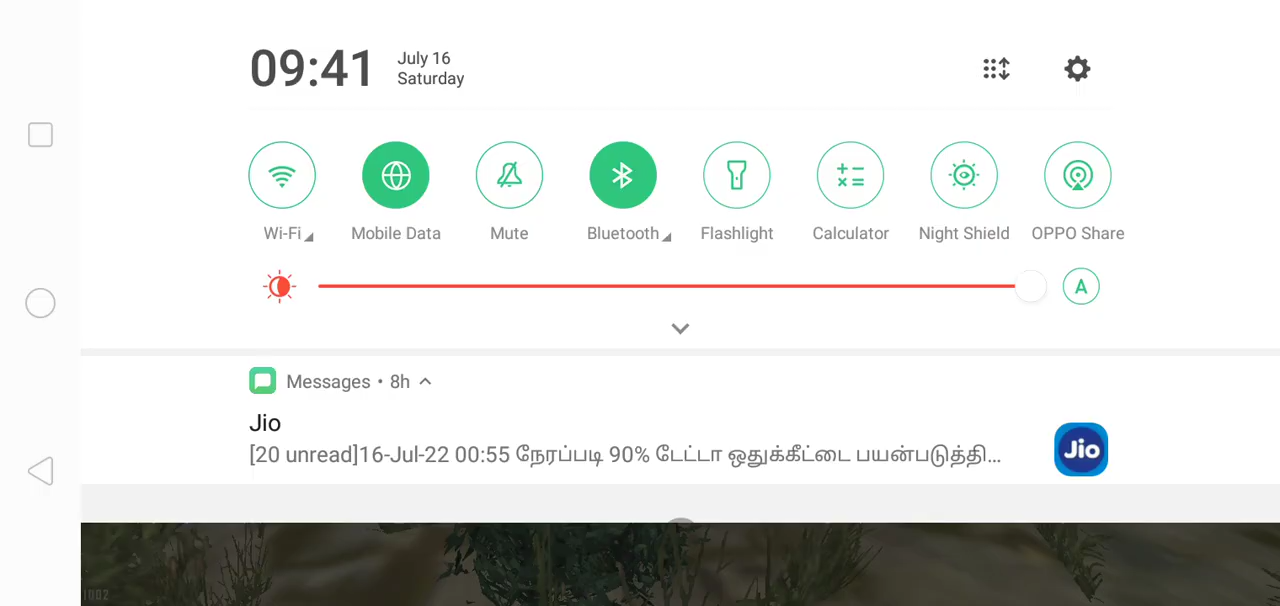 09:41
July 16
Saturday
Wi-Fi
Mobile Data
Mute
Bluetooth
Flashlight
Calculator
Night Shield
OPPO Share
A
Messages • 8h
Jio
[20 unread]16-Jul-22 00:55 நேரப்படி 90% டேட்டா ஒதுக்கீட்டை பயன்படுத்தி...
Jio